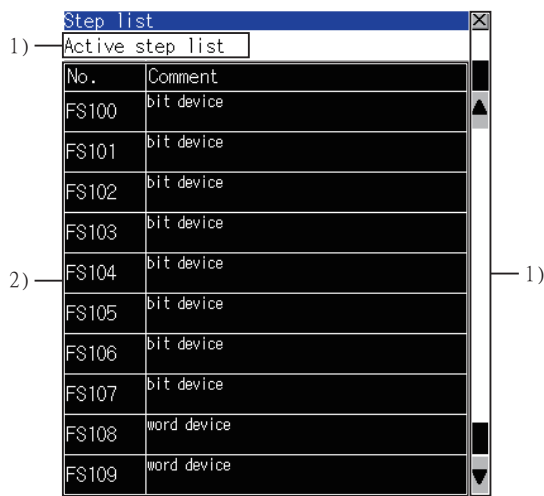 Step list
1) Active step list
No. Comment
FS100 bit device
FS101 bit device
FS102 bit device
FS103 bit device
2) FS104 bit device 1)
FS105 bit device
FS106 bit device
FS107 bit device
FS108 word device
FS109 word device